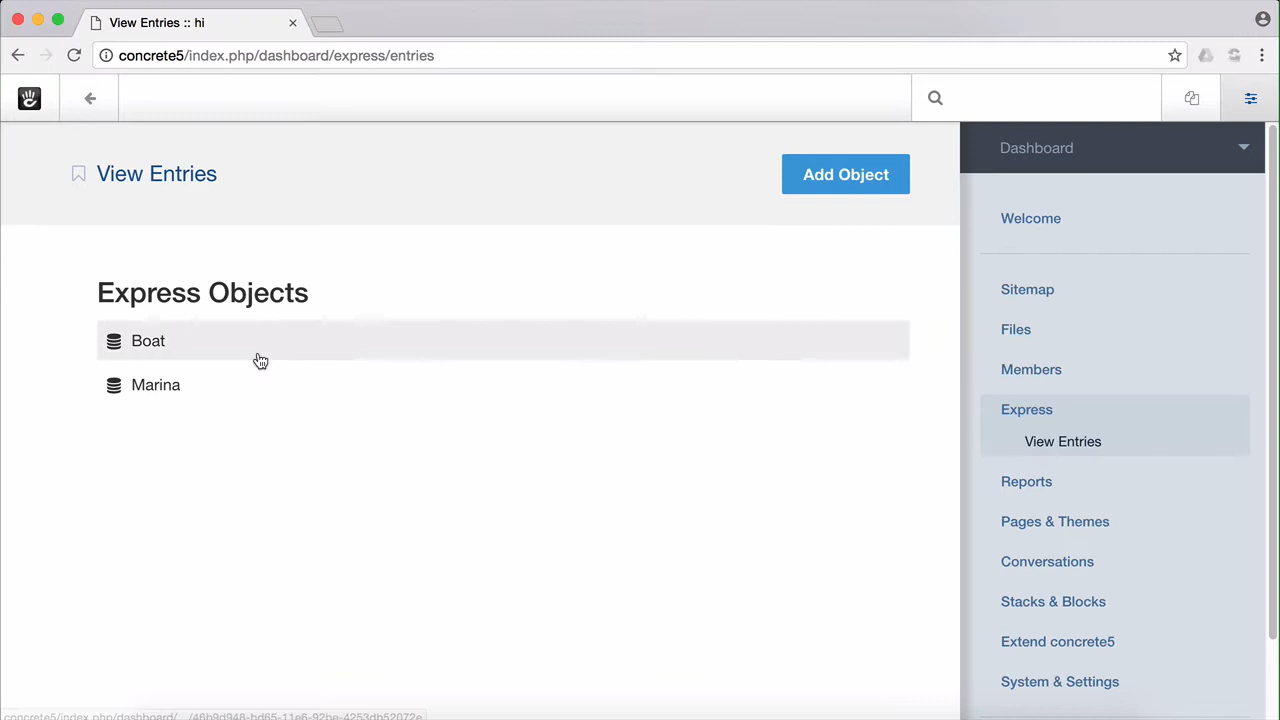 View Entries :: hi
concrete5/index.php/dashboard/express/entries
View Entries
Add Object
Express Objects
Boat
Marina
Dashboard
Welcome
Sitemap
Files
Members
Express
View Entries
Reports
Pages & Themes
Conversations
Stacks & Blocks
Extend concrete5
System & Settings